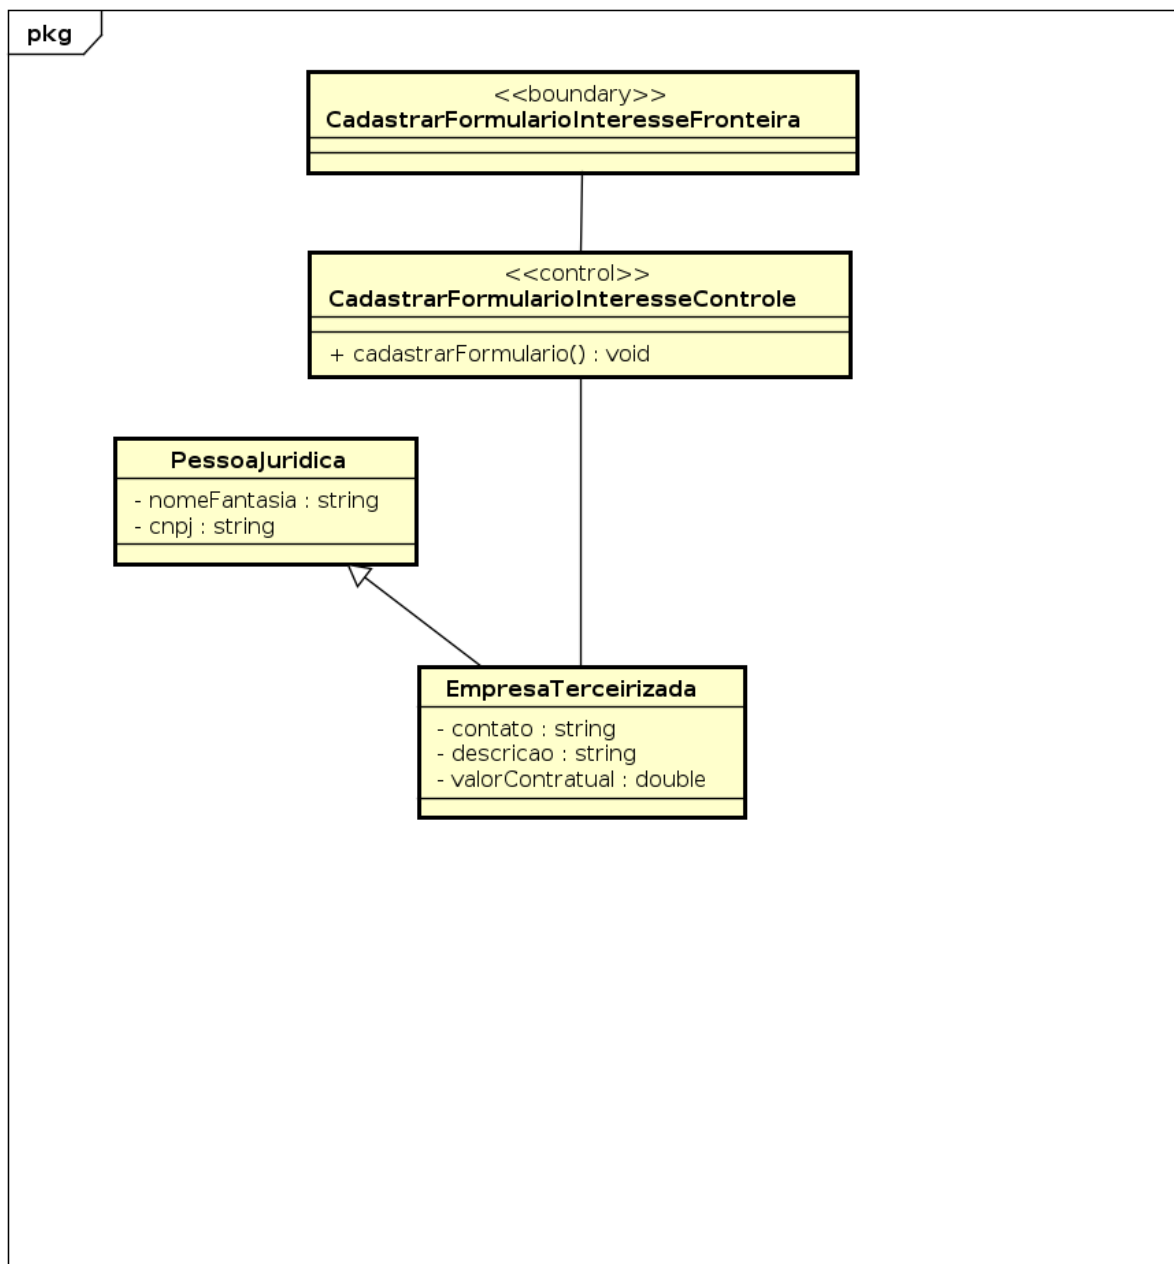 pkg
<<boundary>>
CadastrarFormularioInteresseFronteira
<<control>>
CadastrarFormularioInteresseControle
+ cadastrarFormulario() : void
PessoaJuridica
- nomeFantasia : string
- cnpj : string
EmpresaTerceirizada
- contato : string
- descricao : string
- valorContratual : double